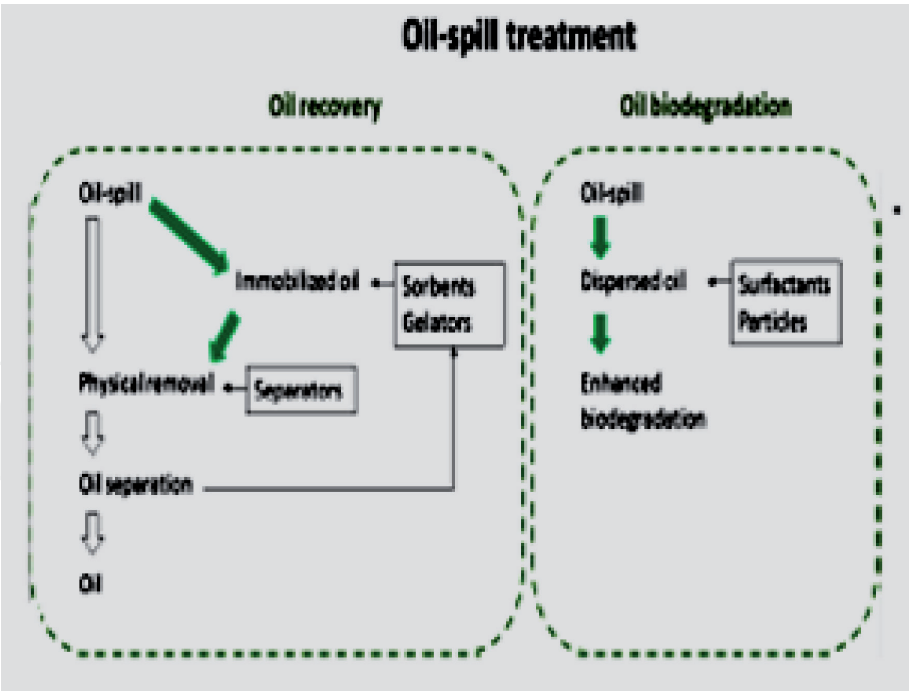 Oil-spill treatment
Oil recovery
Oil-spill
Immobilized oil
Sorbents
Gelators
Physical removal
Separators
Oil separation
Oil
Oil biodegradation
Oil-spill
Dispersed oil
Surfactants
Particles
Enhanced
biodegradation